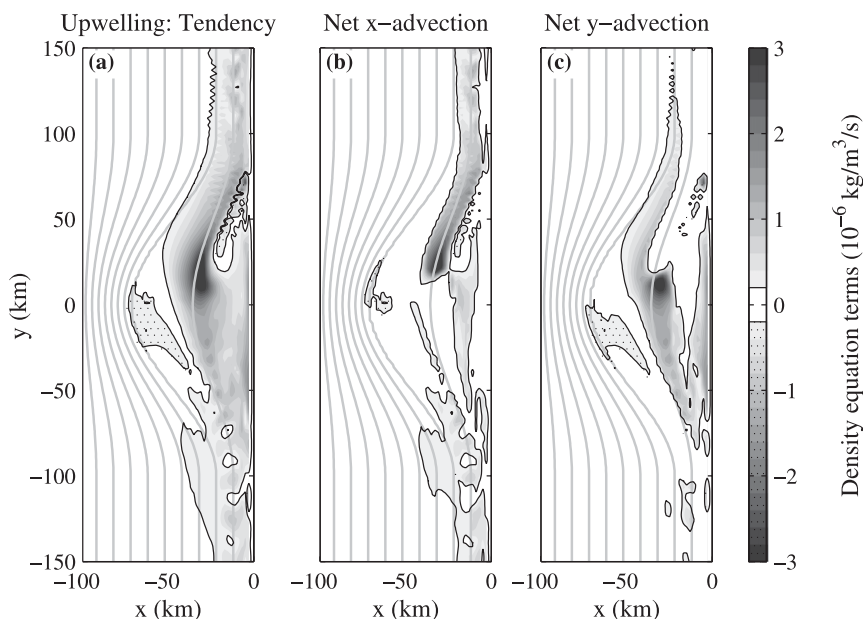 Upwelling: Tendency Net x−advection Net y−advection
(a) (b) (c)
150
100
50
0
−50
−100
−150
y (km)
−100 −50 0
−100 −50 0
−100 −50 0
x (km) x (km) x (km)
3
2
1
0
−1
−2
−3
Density equation terms (10⁻⁶ kg/m³/s)